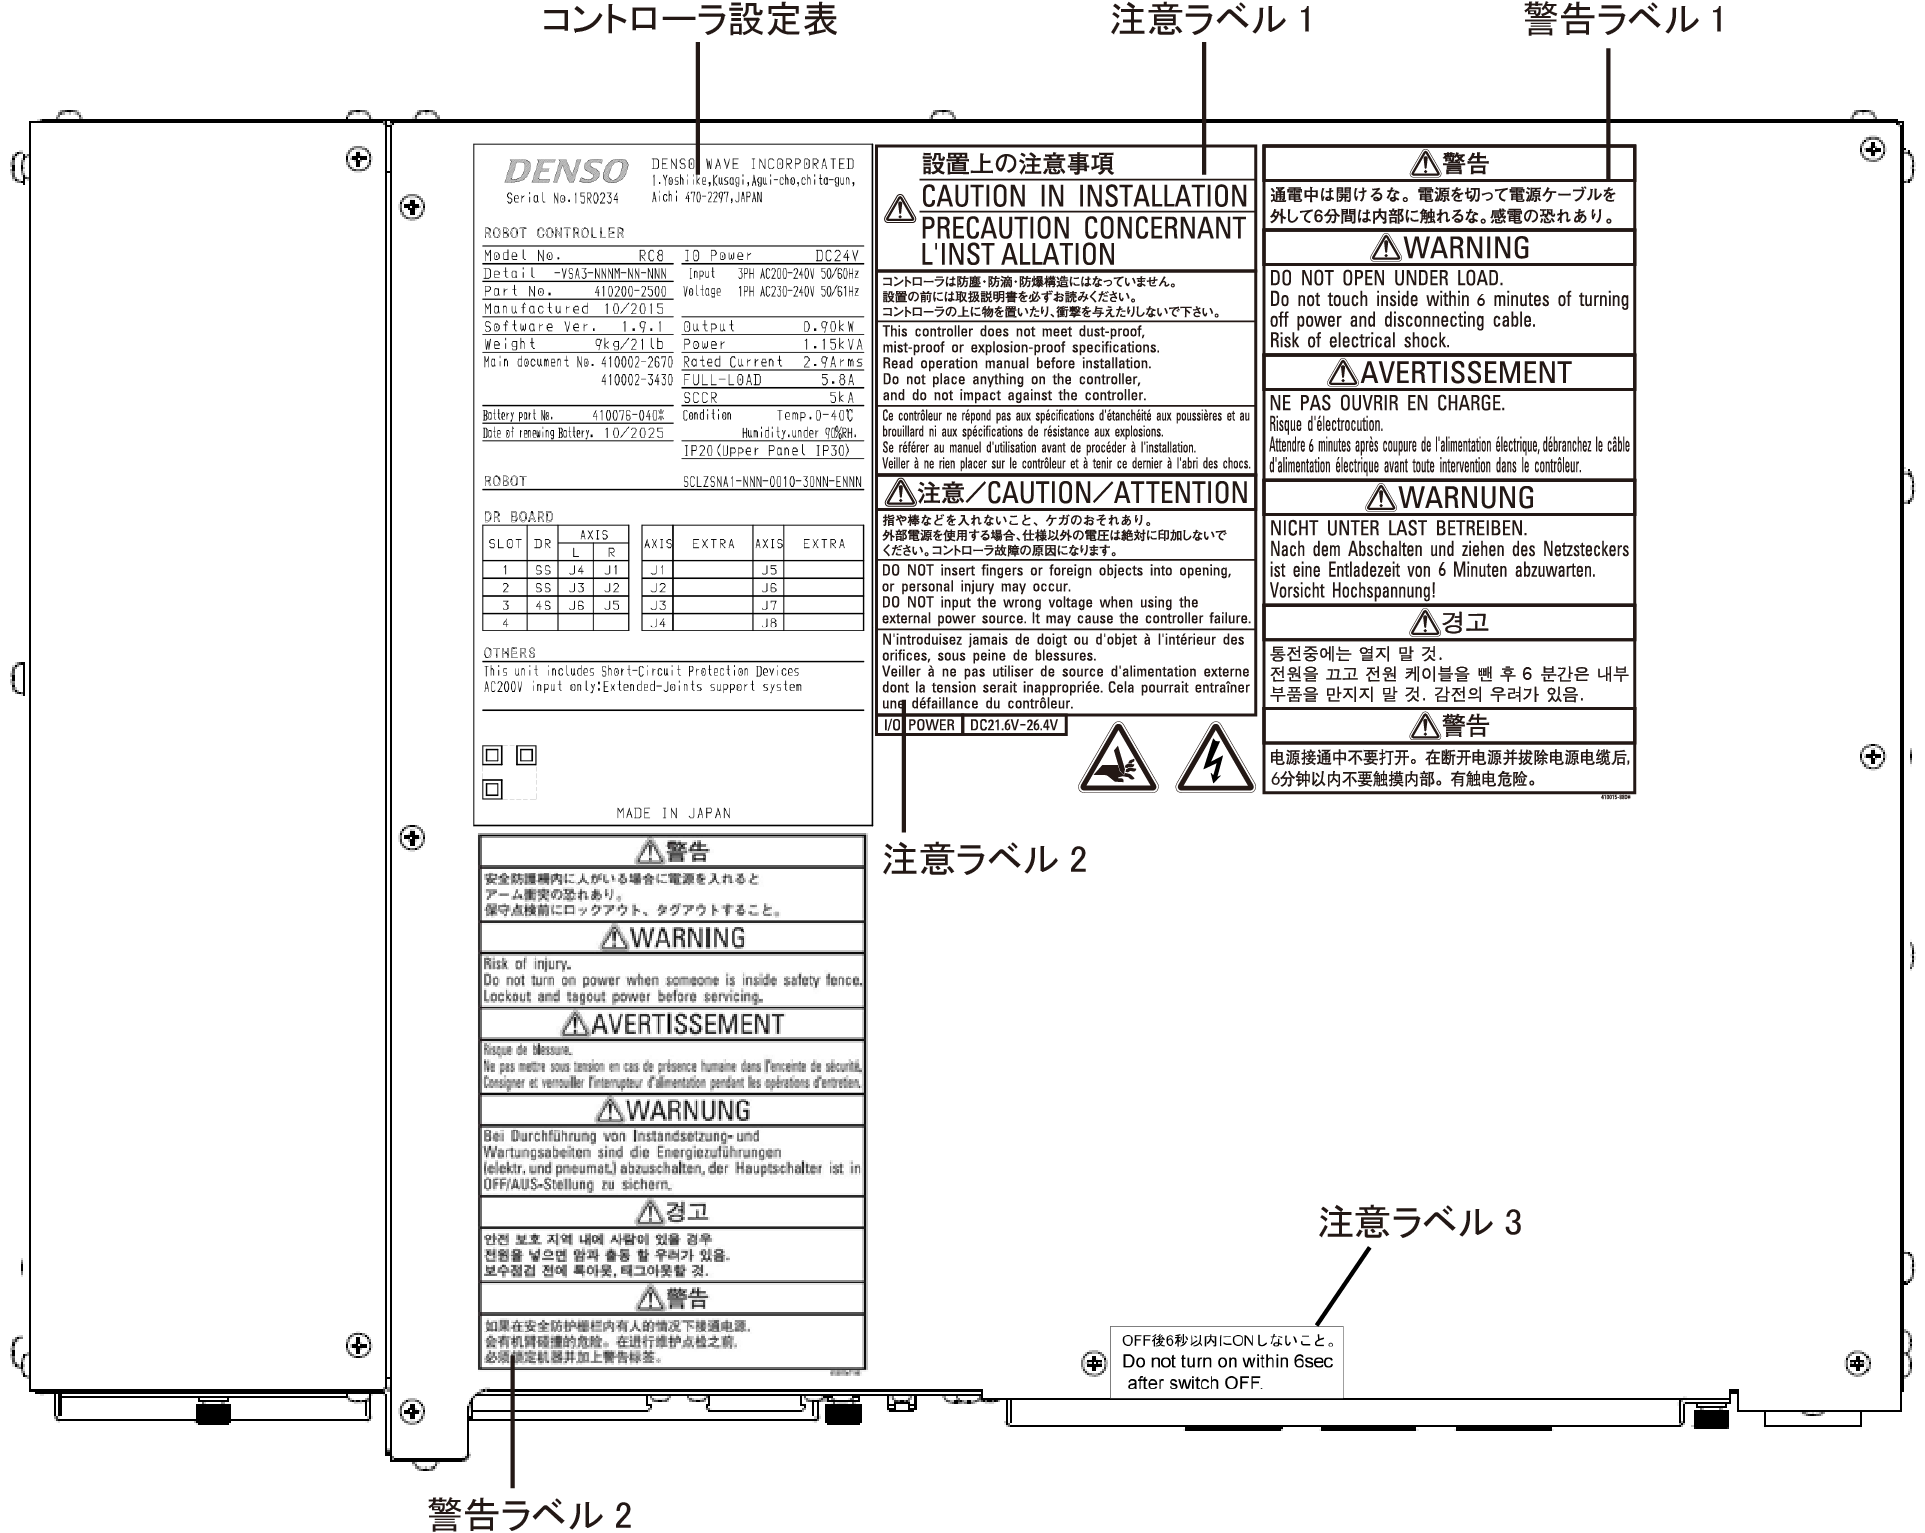 コントローラ設定表
注意ラベル 1
警告ラベル 1
DENSO
DENSO WAVE INCORPORATED
1.Yoshiike,Kusagi,Agui-cho,chita-gun,
Serial No.15R0234
Aichi 470-2297,JAPAN
ROBOT CONTROLLER
Model No. RC8
Detail -VSA3-NNNM-NN-NNN
Part No. 410200-2500
Manufactured 10/2015
Software Ver. 1.9.1
Weight 9kg/21lb
Main document No. 410002-2670
410002-3430
Battery part No. 410076-040*
Date of renewing Battery. 10/2025
IO Power DC24V
Input 3PH AC200-240V 50/60Hz
Voltage 1PH AC230-240V 50/61Hz
Output 0.90kW
Power 1.15kVA
Rated Current 2.9Arms
FULL-LOAD 5.8A
SCCR 5kA
Condition Temp.0-40℃
Humidity.under 90%RH.
IP20(Upper Panel IP30)
ROBOT SCLZSNA1-NNN-0010-30NN-ENNN
DR BOARD
SLOT DR AXIS
L R
1 SS J4 J1
2 SS J3 J2
3 4S J6 J5
4
AXIS EXTRA AXIS EXTRA
J1 J5
J2 J6
J3 J7
J4 J8
OTHERS
This unit includes Short-Circuit Protection Devices
AC200V input only:Extended-Joints support system
MADE IN JAPAN
設置上の注意事項
CAUTION IN INSTALLATION
PRECAUTION CONCERNANT
L'INST ALLATION
コントローラは防塵・防滴・防爆構造にはなっていません。
設置の前には取扱説明書を必ずお読みください。
コントローラの上に物を置いたり、衝撃を与えたりしないで下さい。
This controller does not meet dust-proof,
mist-proof or explosion-proof specifications.
Read operation manual before installation.
Do not place anything on the controller,
and do not impact against the controller.
Ce contrôleur ne répond pas aux spécifications d'étanchéité aux poussières et au
brouillard ni aux spécifications de résistance aux explosions.
Se référer au manuel d'utilisation avant de procéder à l'installation.
Veiller à ne rien placer sur le contrôleur et à tenir ce dernier à l'abri des chocs.
注意/CAUTION/ATTENTION
指や棒などを入れないこと、ケガのおそれあり。
外部電源を使用する場合、仕様以外の電圧は絶対に印加しないで
ください。コントローラ故障の原因になります。
DO NOT insert fingers or foreign objects into opening,
or personal injury may occur.
DO NOT input the wrong voltage when using the
external power source. It may cause the controller failure.
N'introduisez jamais de doigt ou d'objet à l'intérieur des
orifices, sous peine de blessures.
Veiller à ne pas utiliser de source d'alimentation externe
dont la tension serait inappropriée. Cela pourrait entraîner
une défaillance du contrôleur.
I/O POWER DC21.6V-26.4V
警告
通電中は開けるな。電源を切って電源ケーブルを
外して6分間は内部に触れるな。感電の恐れあり。
WARNING
DO NOT OPEN UNDER LOAD.
Do not touch inside within 6 minutes of turning
off power and disconnecting cable.
Risk of electrical shock.
AVERTISSEMENT
NE PAS OUVRIR EN CHARGE.
Risque d'électrocution.
Attendre 6 minutes après coupure de l'alimentation électrique, débranchez le câble
d'alimentation électrique avant toute intervention dans le contrôleur.
WARNUNG
NICHT UNTER LAST BETREIBEN.
Nach dem Abschalten und ziehen des Netzsteckers
ist eine Entladezeit von 6 Minuten abzuwarten.
Vorsicht Hochspannung!
경고
통전중에는 열지 말 것.
전원을 끄고 전원 케이블을 뺀 후 6 분간은 내부
부품을 만지지 말 것. 감전의 우려가 있음.
警告
电源接通中不要打开。在断开电源并拔除电源电缆后,
6分钟以内不要触摸内部。有触电危险。
注意ラベル 2
警告
安全防護柵内に人がいる場合に電源を入れると
アーム衝突の恐れあり。
保守点検前にロックアウト、タグアウトすること。
WARNING
Risk of injury.
Do not turn on power when someone is inside safety fence.
Lockout and tagout power before servicing.
AVERTISSEMENT
Risque de blessure.
Ne pas mettre sous tension en cas de présence humaine dans l'enceinte de sécurité.
Consigner et verrouiller l'interrupteur d'alimentation pendant les opérations d'entretien.
WARNUNG
Bei Durchführung von Instandsetzung- und
Wartungsabeiten sind die Energiezuführungen
(elektr. und pneumat.) abzuschalten, der Hauptschalter ist in
OFF/AUS-Stellung zu sichern.
경고
안전 보호 지역 내에 사람이 있을 경우
전원을 넣으면 암과 충돌 할 우려가 있음.
보수점검 전에 록아웃, 태그아웃할 것.
警告
如果在安全防护栅栏内有人的情况下接通电源.
会有机臂碰撞的危险。在进行维护点检之前.
必须锁定机器并加上警告标签。
注意ラベル 3
OFF後6秒以内にONしないこと。
Do not turn on within 6sec
after switch OFF.
警告ラベル 2